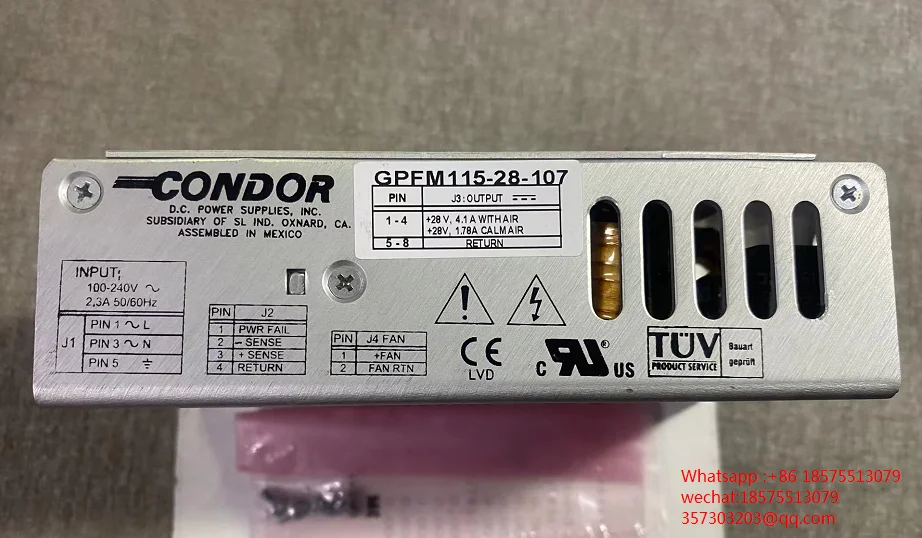 CONDOR
D.C. POWER SUPPLIES, INC.
SUBSIDIARY OF SL IND. OXNARD, CA.
ASSEMBLED IN MEXICO
GPFM115-28-107
PIN J3:OUTPUT ---
1 - 4 +28 V, 4.1 A WITH AIR
+28V, 1.78A CALM AIR
5 - 8 RETURN
INPUT:
100-240V ~
2,3A 50/60Hz
J1
PIN 1 ~ L
PIN 3 ~ N
PIN 5 ⏚
PIN J2
1 PWR FAIL
2 – SENSE
3 + SENSE
4 RETURN
PIN J4 FAN
1 +FAN
2 FAN RTN
CE
LVD
C RU US
TÜV
PRODUCT SERVICE
Bauart
geprüft
Whatsapp :+86 18575513079
wechat:18575513079
357303203@qq.com